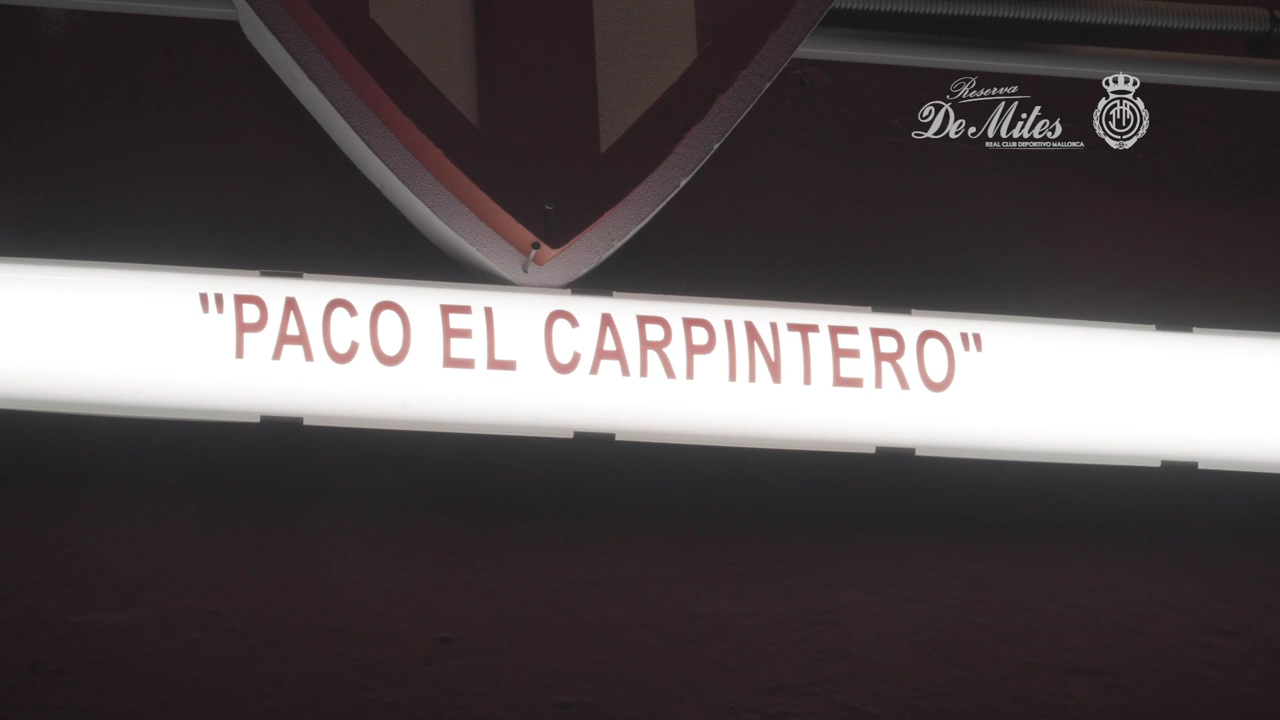 Reserva
De Mites
REAL CLUB DEPORTIVO MALLORCA
"PACO EL CARPINTERO"